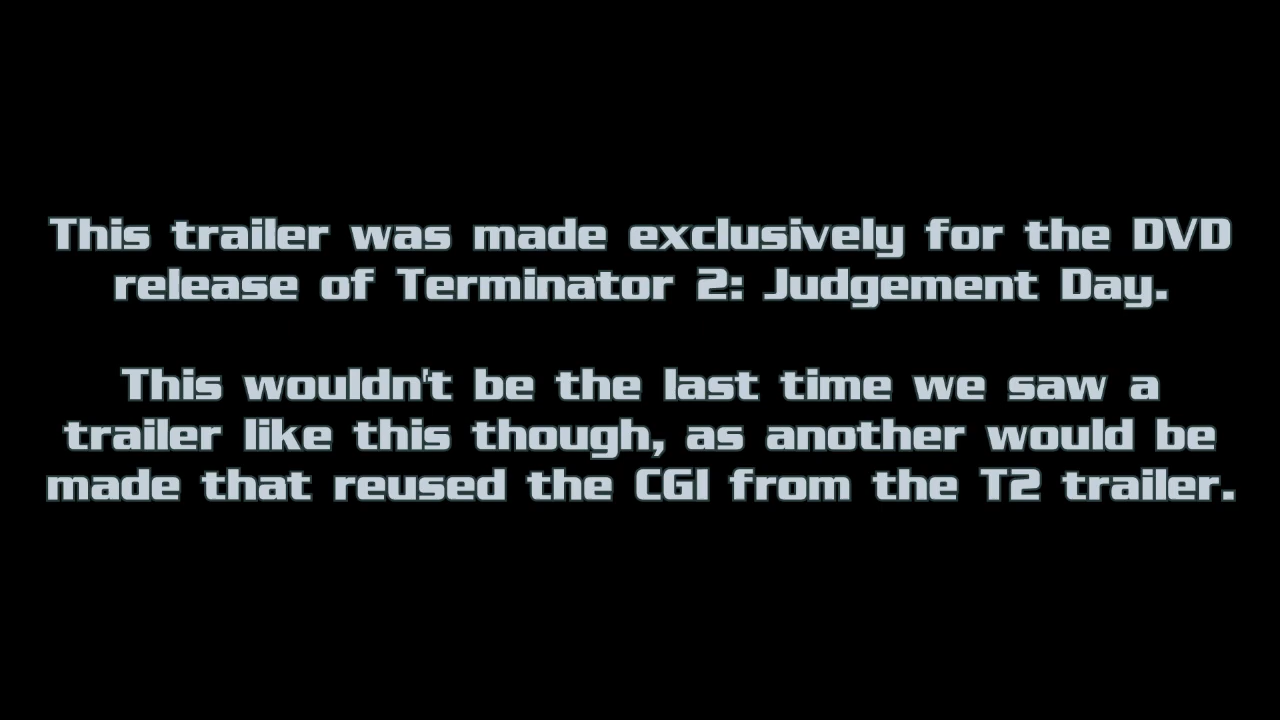 This trailer was made exclusively for the DVD
release of Terminator 2: Judgement Day.
This wouldn't be the last time we saw a
trailer like this though, as another would be
made that reused the CGI from the T2 trailer.